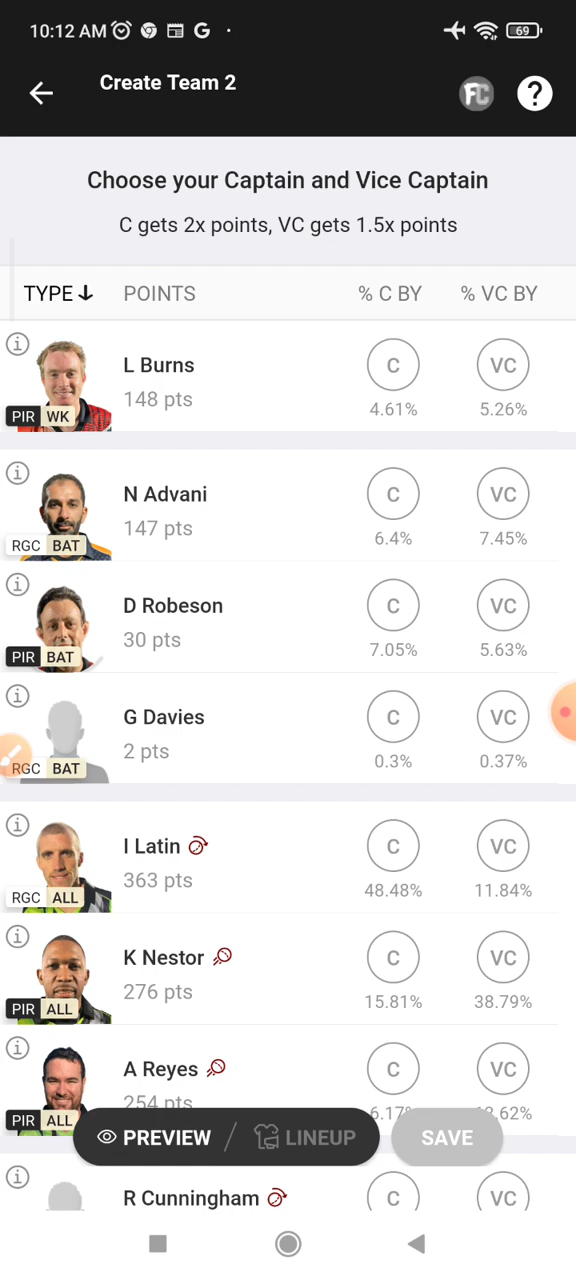 10:12 AM
69
Create Team 2
FC
?
Choose your Captain and Vice Captain
C gets 2x points, VC gets 1.5x points
TYPE POINTS % C BY % VC BY
L Burns
148 pts
PIR WK
C VC
4.61% 5.26%
N Advani
147 pts
RGC BAT
C VC
6.4% 7.45%
D Robeson
30 pts
PIR BAT
C VC
7.05% 5.63%
G Davies
2 pts
RGC BAT
C VC
0.3% 0.37%
I Latin
363 pts
RGC ALL
C VC
48.48% 11.84%
K Nestor
276 pts
PIR ALL
C VC
15.81% 38.79%
A Reyes
254 pts
PIR ALL
C VC
6.17%
PREVIEW / LINEUP SAVE
R Cunningham
C VC